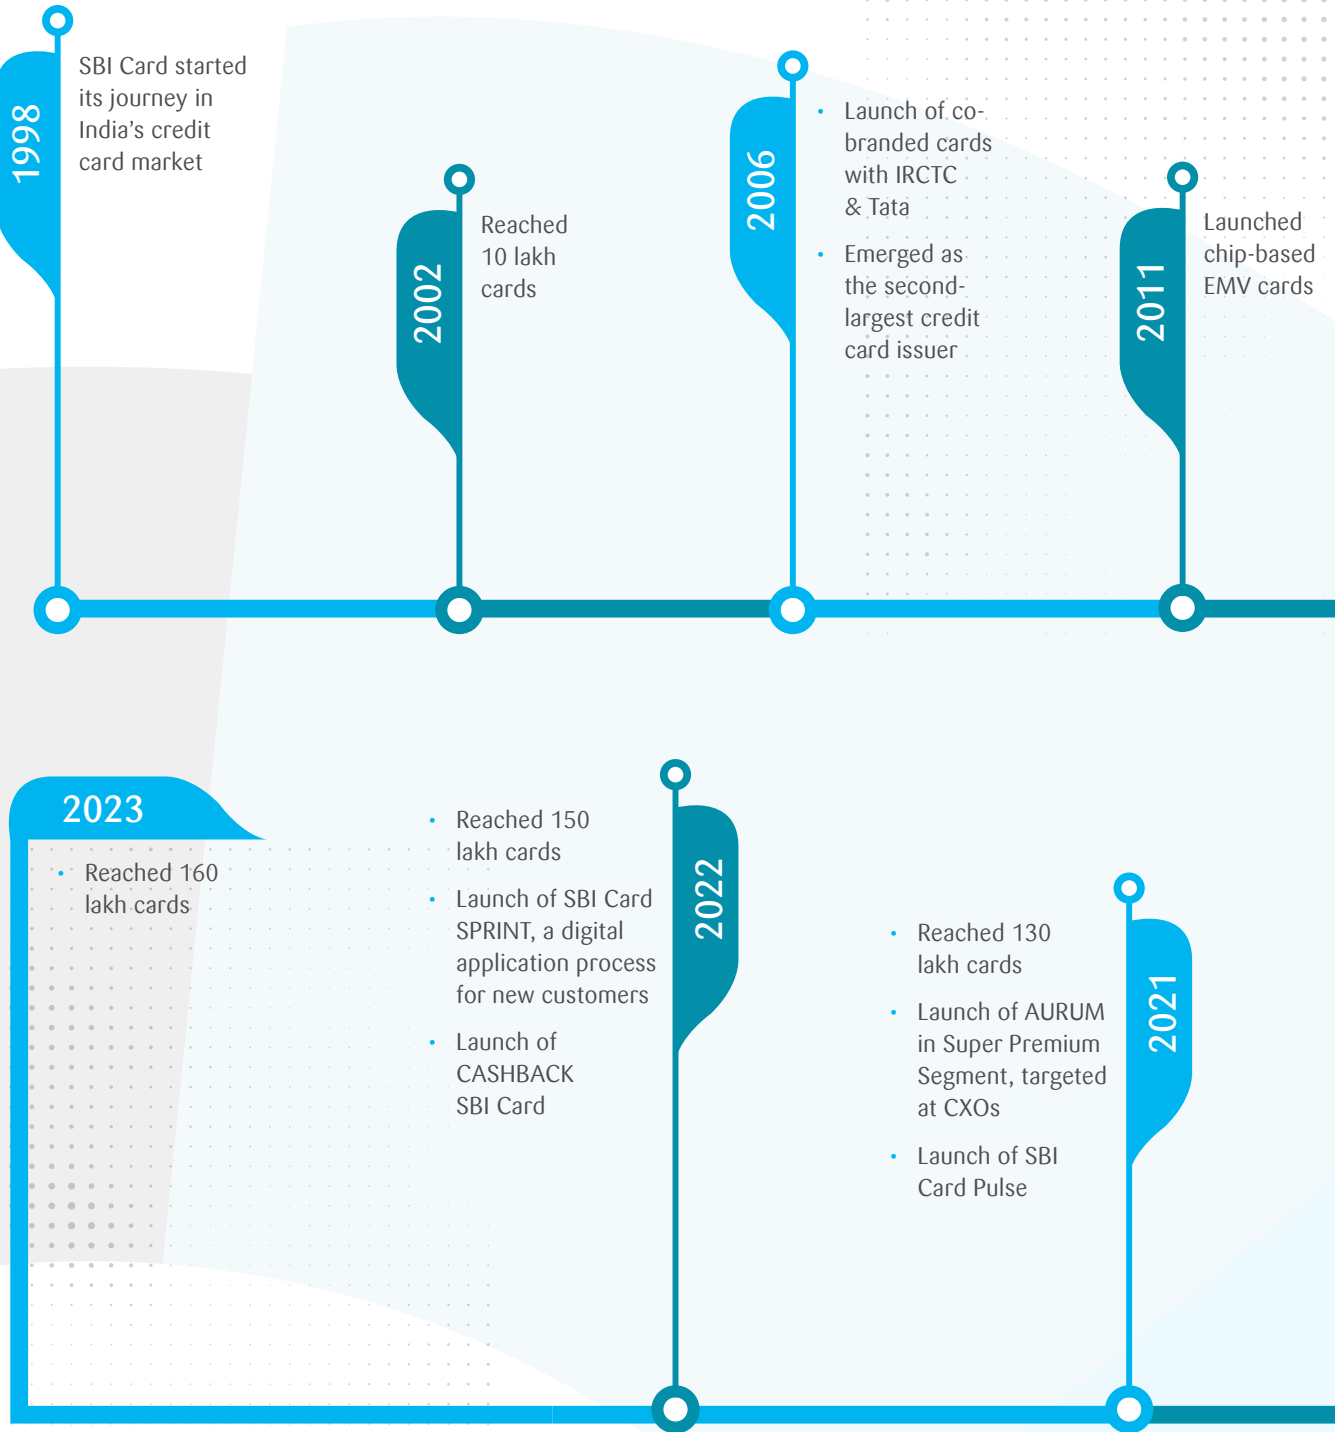 1998
SBI Card started
its journey in
India’s credit
card market
2002
Reached
10 lakh
cards
2006
• Launch of co-
branded cards
with IRCTC
& Tata
• Emerged as
the second-
largest credit
card issuer
2011
Launched
chip-based
EMV cards
2023
• Reached 160
lakh cards
• Reached 150
lakh cards
• Launch of SBI Card
SPRINT, a digital
application process
for new customers
• Launch of
CASHBACK
SBI Card
2022
• Reached 130
lakh cards
• Launch of AURUM
in Super Premium
Segment, targeted
at CXOs
• Launch of SBI
Card Pulse
2021